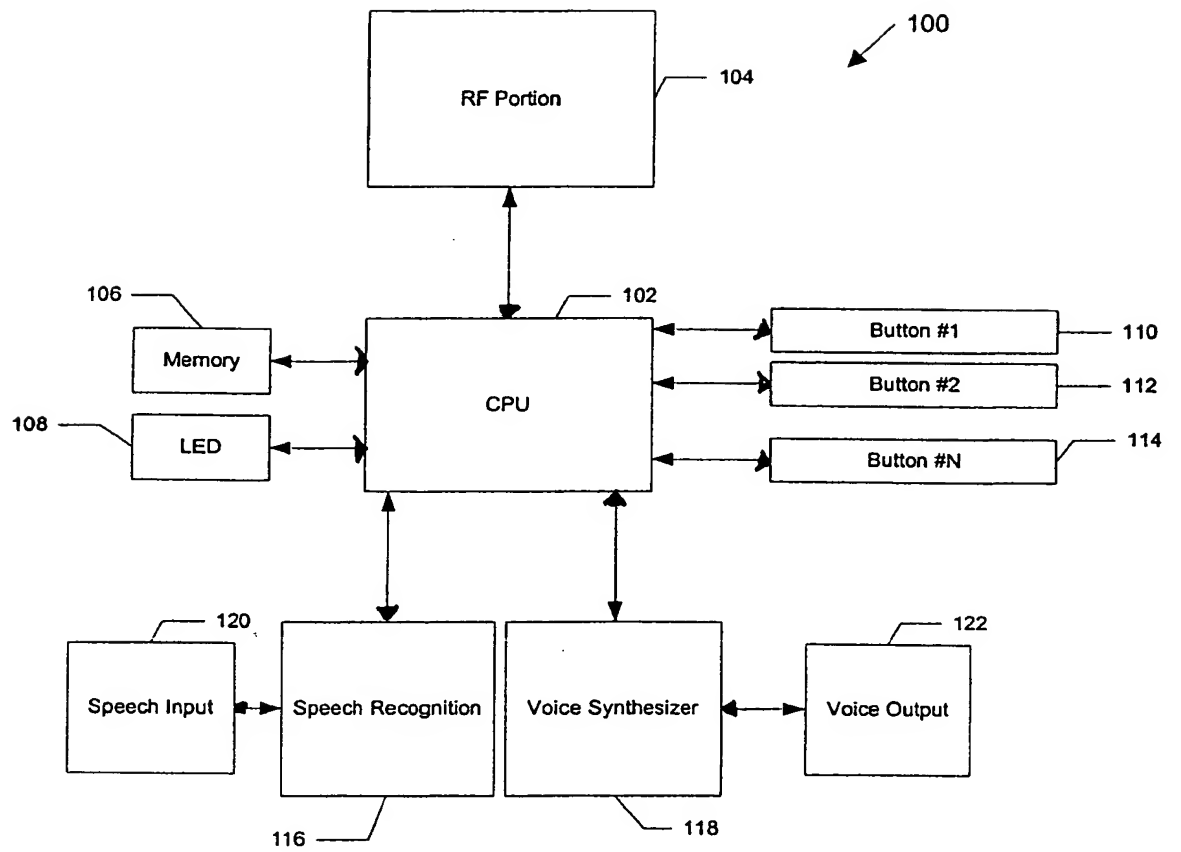 100
RF Portion
104
106
102
Memory
Button #1
110
CPU
Button #2
112
108
LED
Button #N
114
120
122
Speech Input
Speech Recognition
Voice Synthesizer
Voice Output
116
118